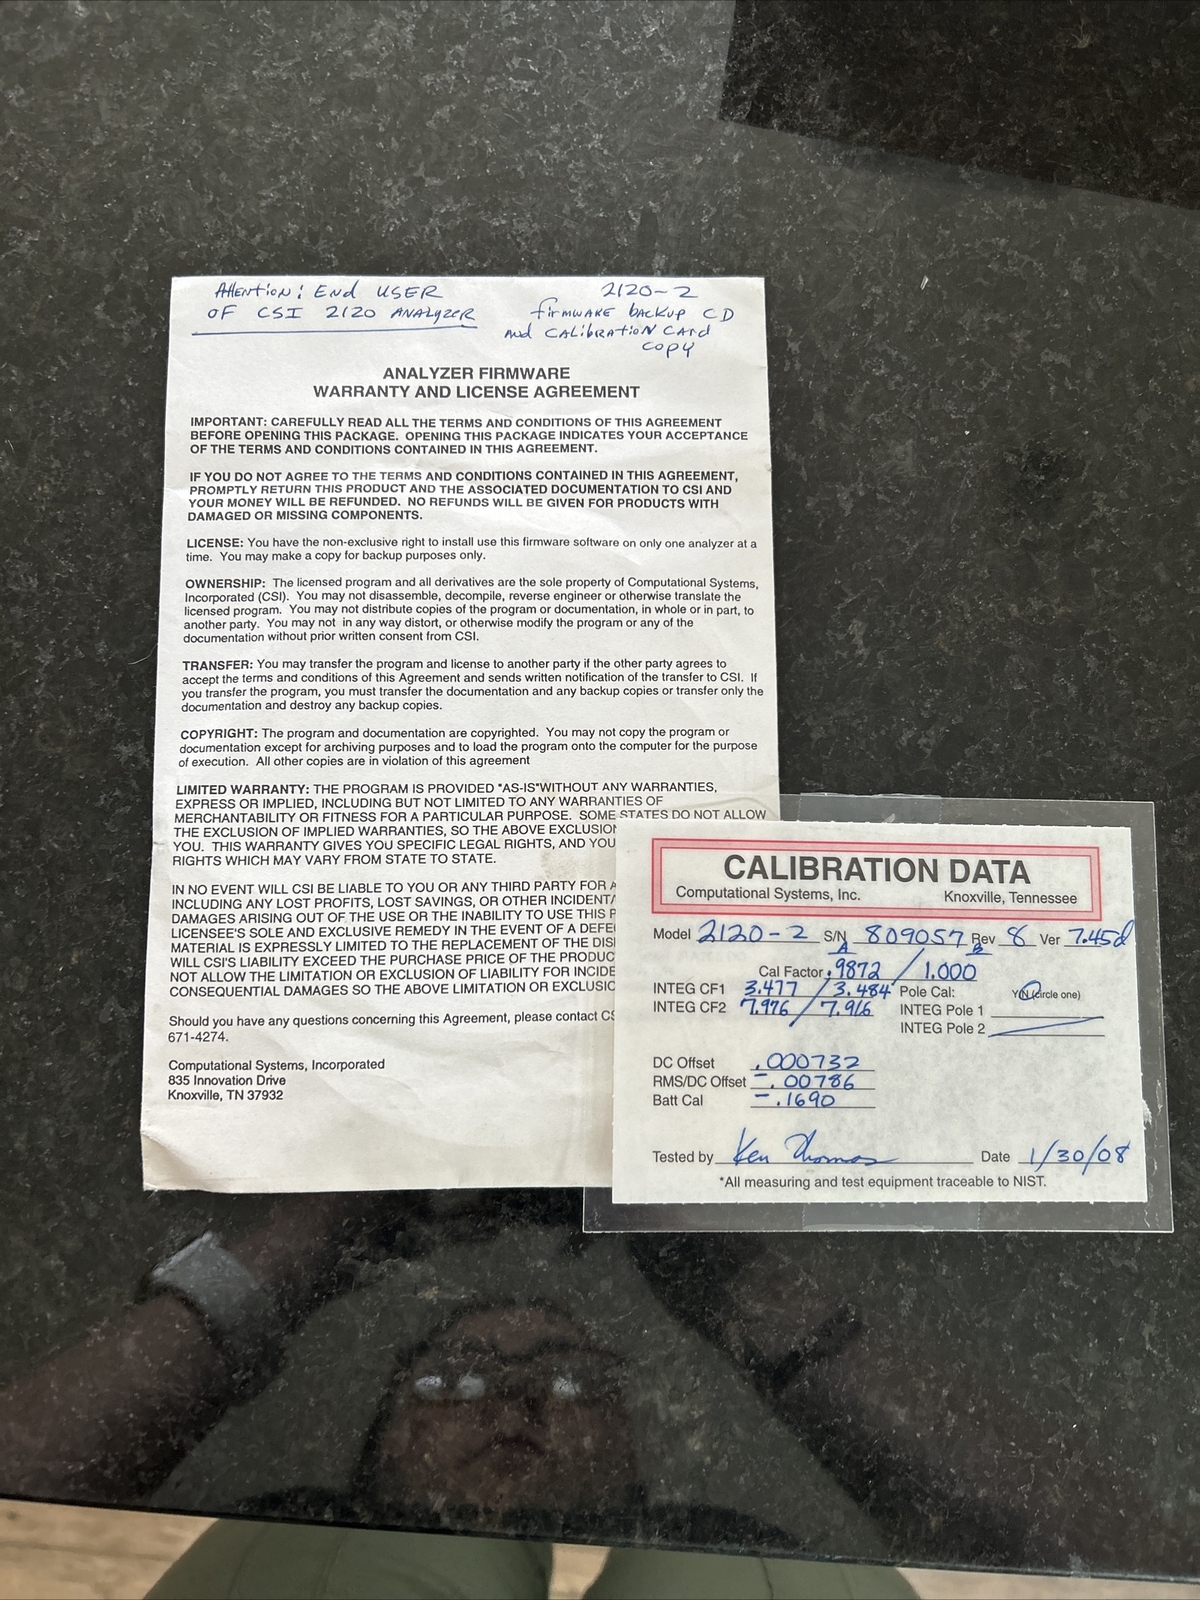 Attention: End USER
OF CSI 2120 ANALYZER
2120-2
firmware backup CD
and CALibRATiON CARd
copy
ANALYZER FIRMWARE
WARRANTY AND LICENSE AGREEMENT
IMPORTANT: CAREFULLY READ ALL THE TERMS AND CONDITIONS OF THIS AGREEMENT
BEFORE OPENING THIS PACKAGE. OPENING THIS PACKAGE INDICATES YOUR ACCEPTANCE
OF THE TERMS AND CONDITIONS CONTAINED IN THIS AGREEMENT.
IF YOU DO NOT AGREE TO THE TERMS AND CONDITIONS CONTAINED IN THIS AGREEMENT,
PROMPTLY RETURN THIS PRODUCT AND THE ASSOCIATED DOCUMENTATION TO CSI AND
YOUR MONEY WILL BE REFUNDED. NO REFUNDS WILL BE GIVEN FOR PRODUCTS WITH
DAMAGED OR MISSING COMPONENTS.
LICENSE: You have the non-exclusive right to install use this firmware software on only one analyzer at a
time. You may make a copy for backup purposes only.
OWNERSHIP: The licensed program and all derivatives are the sole property of Computational Systems,
Incorporated (CSI). You may not disassemble, decompile, reverse engineer or otherwise translate the
licensed program. You may not distribute copies of the program or documentation, in whole or in part, to
another party. You may not in any way distort, or otherwise modify the program or any of the
documentation without prior written consent from CSI.
TRANSFER: You may transfer the program and license to another party if the other party agrees to
accept the terms and conditions of this Agreement and sends written notification of the transfer to CSI. If
you transfer the program, you must transfer the documentation and any backup copies or transfer only the
documentation and destroy any backup copies.
COPYRIGHT: The program and documentation are copyrighted. You may not copy the program or
documentation except for archiving purposes and to load the program onto the computer for the purpose
of execution. All other copies are in violation of this agreement
LIMITED WARRANTY: THE PROGRAM IS PROVIDED "AS-IS"WITHOUT ANY WARRANTIES,
EXPRESS OR IMPLIED, INCLUDING BUT NOT LIMITED TO ANY WARRANTIES OF
MERCHANTABILITY OR FITNESS FOR A PARTICULAR PURPOSE. SOME STATES DO NOT ALLOW
THE EXCLUSION OF IMPLIED WARRANTIES, SO THE ABOVE EXCLUSION
YOU. THIS WARRANTY GIVES YOU SPECIFIC LEGAL RIGHTS, AND YOU
RIGHTS WHICH MAY VARY FROM STATE TO STATE.
IN NO EVENT WILL CSI BE LIABLE TO YOU OR ANY THIRD PARTY FOR
INCLUDING ANY LOST PROFITS, LOST SAVINGS, OR OTHER INCIDENTA
DAMAGES ARISING OUT OF THE USE OR THE INABILITY TO USE THIS P
LICENSEE'S SOLE AND EXCLUSIVE REMEDY IN THE EVENT OF A DEFE
MATERIAL IS EXPRESSLY LIMITED TO THE REPLACEMENT OF THE DIS
WILL CSI'S LIABILITY EXCEED THE PURCHASE PRICE OF THE PRODUC
NOT ALLOW THE LIMITATION OR EXCLUSION OF LIABILITY FOR INCIDE
CONSEQUENTIAL DAMAGES SO THE ABOVE LIMITATION OR EXCLUSIO
Should you have any questions concerning this Agreement, please contact CS
671-4274.
Computational Systems, Incorporated
835 Innovation Drive
Knoxville, TN 37932
CALIBRATION DATA
Computational Systems, Inc. Knoxville, Tennessee
Model 2120-2 S/N 809057 Rev 8 Ver 7.45d
A B
Cal Factor .9872 / 1.000
INTEG CF1 3.477 / 3.484 Pole Cal: Y/N (circle one)
INTEG CF2 7.976 / 7.916 INTEG Pole 1
INTEG Pole 2
DC Offset .000732
RMS/DC Offset -.00786
Batt Cal -.1690
Tested by Ken Thomas Date 1/30/08
*All measuring and test equipment traceable to NIST.